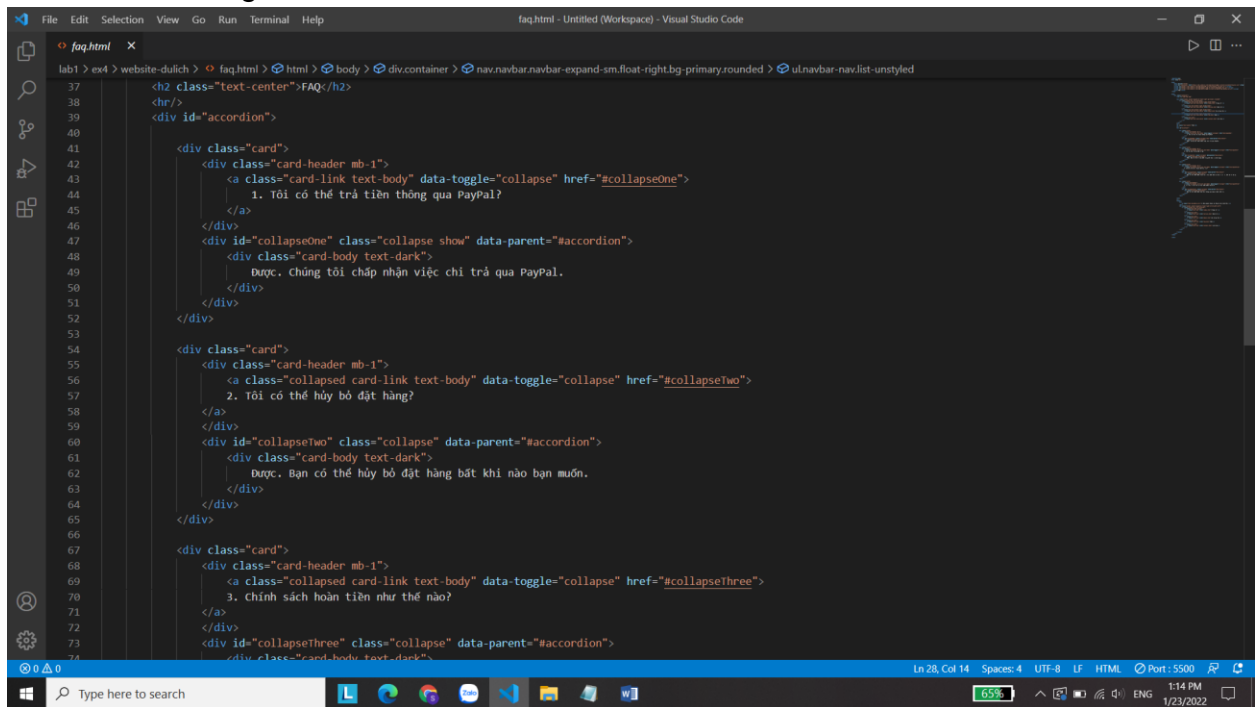 File Edit Selection View Go Run Terminal Help faq.html - Untitled (Workspace) - Visual Studio Code
faq.html
lab1 > ex4 > website-dulich > faq.html > html > body > div.container > nav.navbar.navbar-expand-sm.float-right.bg-primary.rounded > ul.navbar-nav.list-unstyled
37 <h2 class="text-center">FAQ</h2>
38 <hr/>
39 <div id="accordion">
40
41 <div class="card">
42 <div class="card-header mb-1">
43 <a class="card-link text-body" data-toggle="collapse" href="#collapseOne">
44 1. Tôi có thể trả tiền thông qua PayPal?
45 </a>
46 </div>
47 <div id="collapseOne" class="collapse show" data-parent="#accordion">
48 <div class="card-body text-dark">
49 Được. Chúng tôi chấp nhận việc chi trả qua PayPal.
50 </div>
51 </div>
52 </div>
53
54 <div class="card">
55 <div class="card-header mb-1">
56 <a class="collapsed card-link text-body" data-toggle="collapse" href="#collapseTwo">
57 2. Tôi có thể hủy bỏ đặt hàng?
58 </a>
59 </div>
60 <div id="collapseTwo" class="collapse" data-parent="#accordion">
61 <div class="card-body text-dark">
62 Được. Bạn có thể hủy bỏ đặt hàng bất khi nào bạn muốn.
63 </div>
64 </div>
65 </div>
66
67 <div class="card">
68 <div class="card-header mb-1">
69 <a class="collapsed card-link text-body" data-toggle="collapse" href="#collapseThree">
70 3. Chính sách hoàn tiền như thế nào?
71 </a>
72 </div>
73 <div id="collapseThree" class="collapse" data-parent="#accordion">
74 <div class="card-body text-dark">
0 0 Ln 28, Col 14 Spaces: 4 UTF-8 LF HTML Port : 5500
Type here to search L Zalo 65% ENG 1:14 PM
1/23/2022